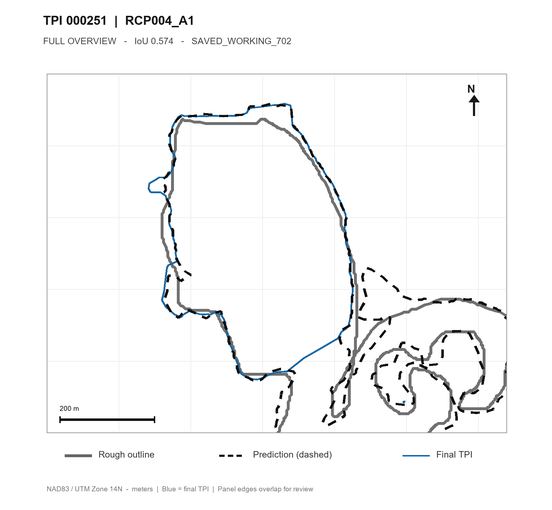 TPI 000251 | RCP004_A1
FULL OVERVIEW - IoU 0.574 - SAVED_WORKING_702
N
200 m
Rough outline Prediction (dashed) Final TPI
NAD83 / UTM Zone 14N - meters | Blue = final TPI | Panel edges overlap for review